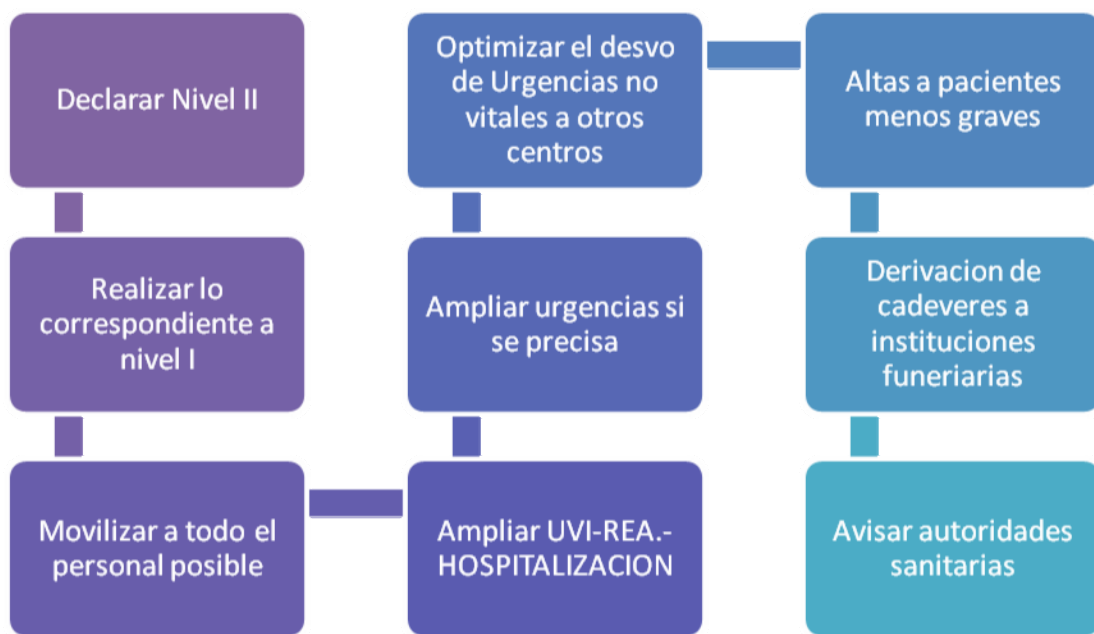 Declarar Nivel II
Realizar lo
correspondiente a
nivel I
Movilizar a todo el
personal posible
Ampliar UVI-REA.-
HOSPITALIZACION
Ampliar urgencias si
se precisa
Optimizar el desvo
de Urgencias no
vitales a otros
centros
Altas a pacientes
menos graves
Derivacion de
cadeveres a
instituciones
funeriarias
Avisar autoridades
sanitarias